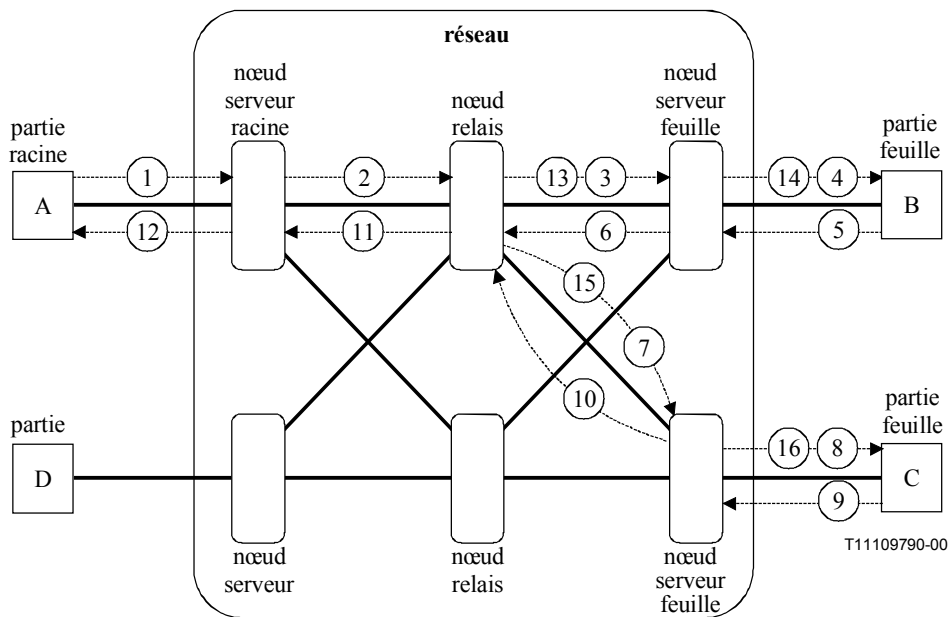 réseau
nœud
serveur
racine
nœud
relais
nœud
serveur
feuille
partie
racine
partie
feuille
1
2
13
3
14
4
A
B
12
11
6
5
15
7
10
partie
partie
feuille
16
8
D
C
9
T11109790-00
nœud
serveur
nœud
relais
nœud
serveur
feuille